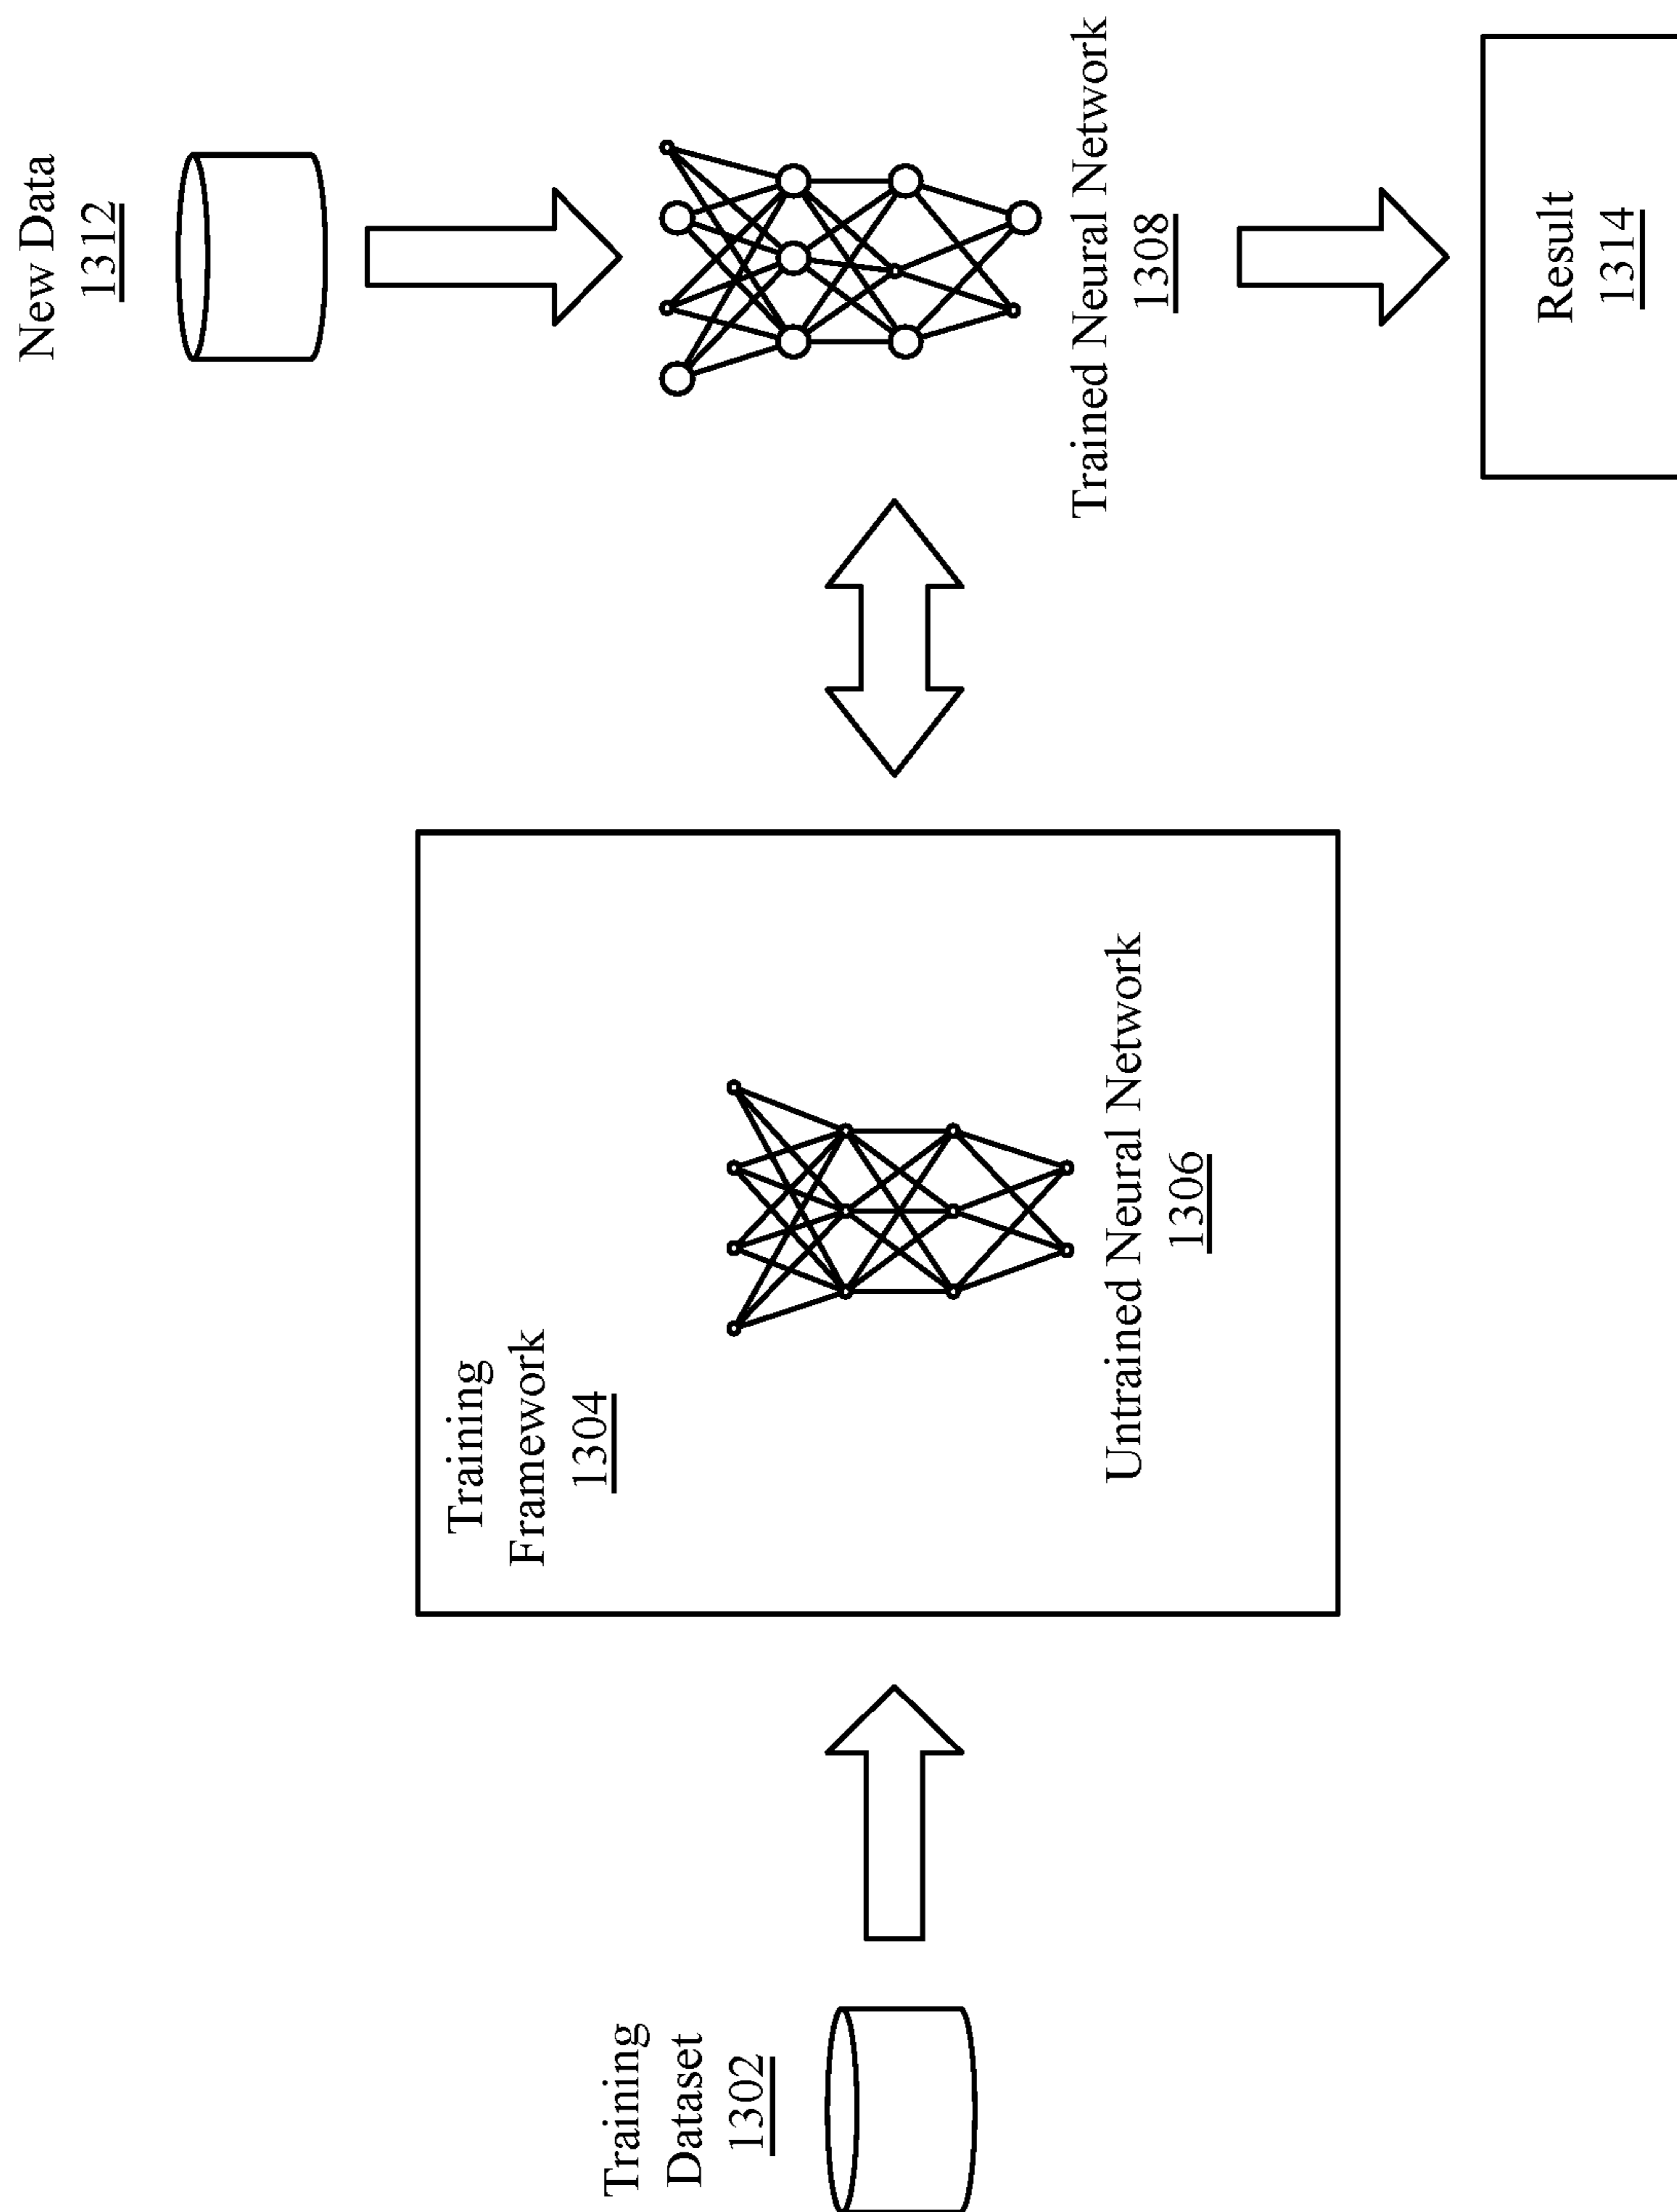 Training
Dataset
1302
Training
Framework
1304
Untrained Neural Network
1306
New Data
1312
Trained Neural Network
1308
Result
1314